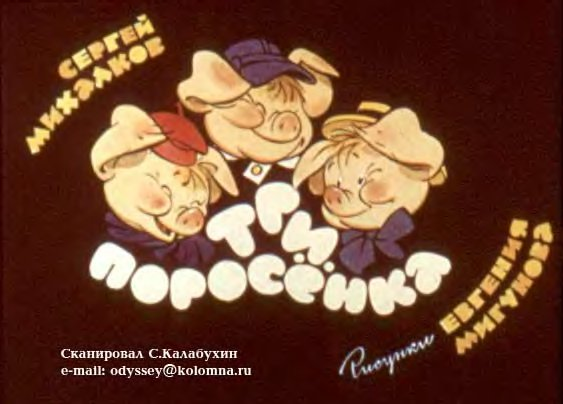 СЕРГЕЙ
МИХАЛКОВ
ТРИ
ПОРОСЁНКА
Рисунки ЕВГЕНИЯ
МИГУНОВА
Сканировал С.Калабухин
e-mail: odyssey@kolomna.ru